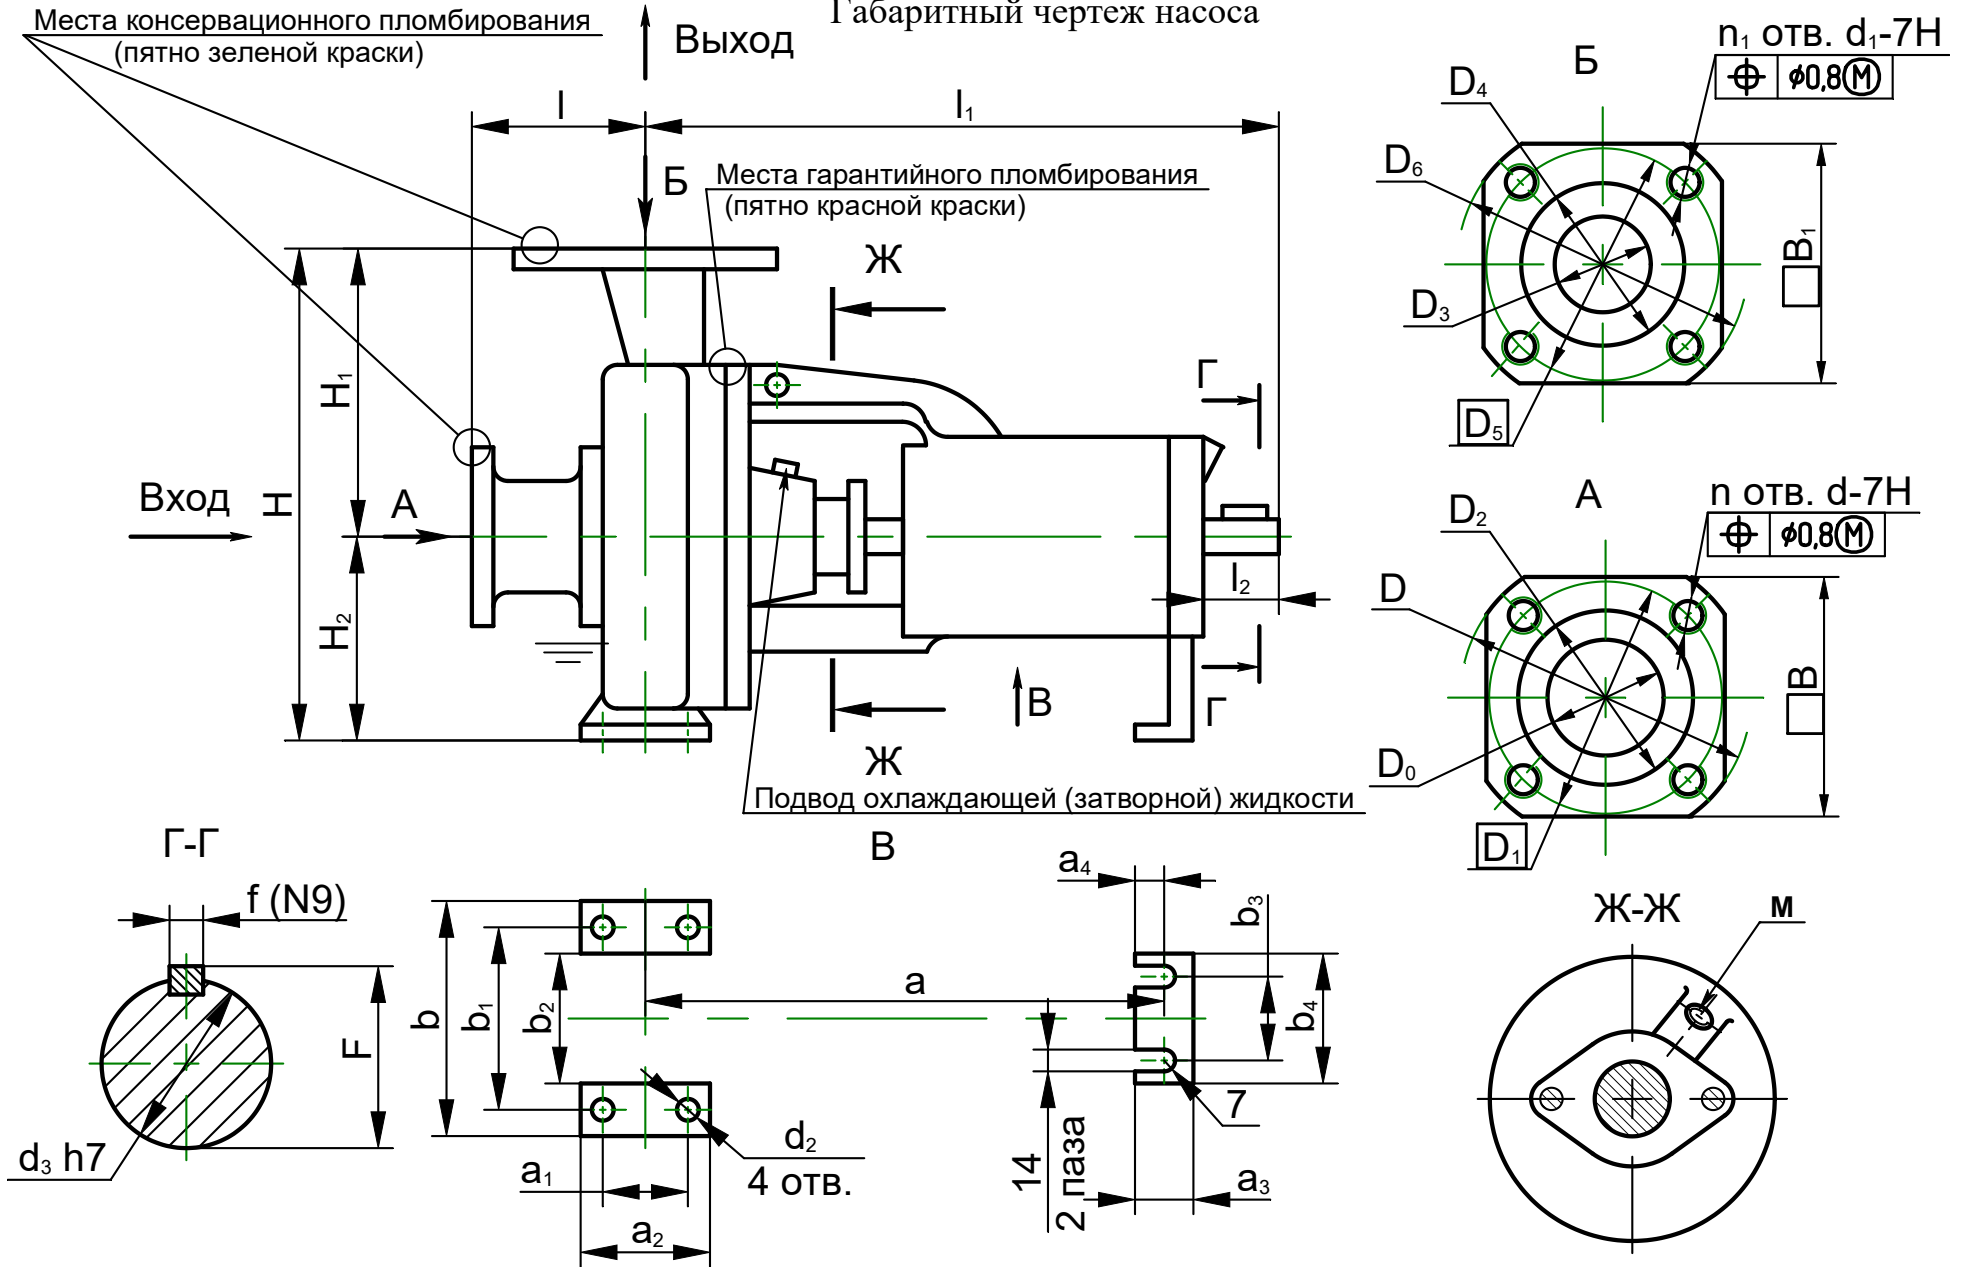 Габаритный чертеж насоса
Места консервационного пломбирования
(пятно зеленой краски)
Выход
l
l₁
Б
Места гарантийного пломбирования
(пятно красной краски)
Ж
H₁
H
H₂
Вход
А
Г
l₂
В
Г
Ж
Подвод охлаждающей (затворной) жидкости
Б
n₁ отв. d₁-7H
⌖ ϕ0,8Ⓜ
D₄
D₆
D₃
D₅
□B₁
А
n отв. d-7H
⌖ ϕ0,8Ⓜ
D₂
D
D₀
D₁
□B
Г-Г
f (N9)
F
d₃ h7
В
b
b₁
b₂
a
a₁
a₂
d₂
4 отв.
a₄
b₃
b₄
7
14
2 паза
a₃
Ж-Ж
м